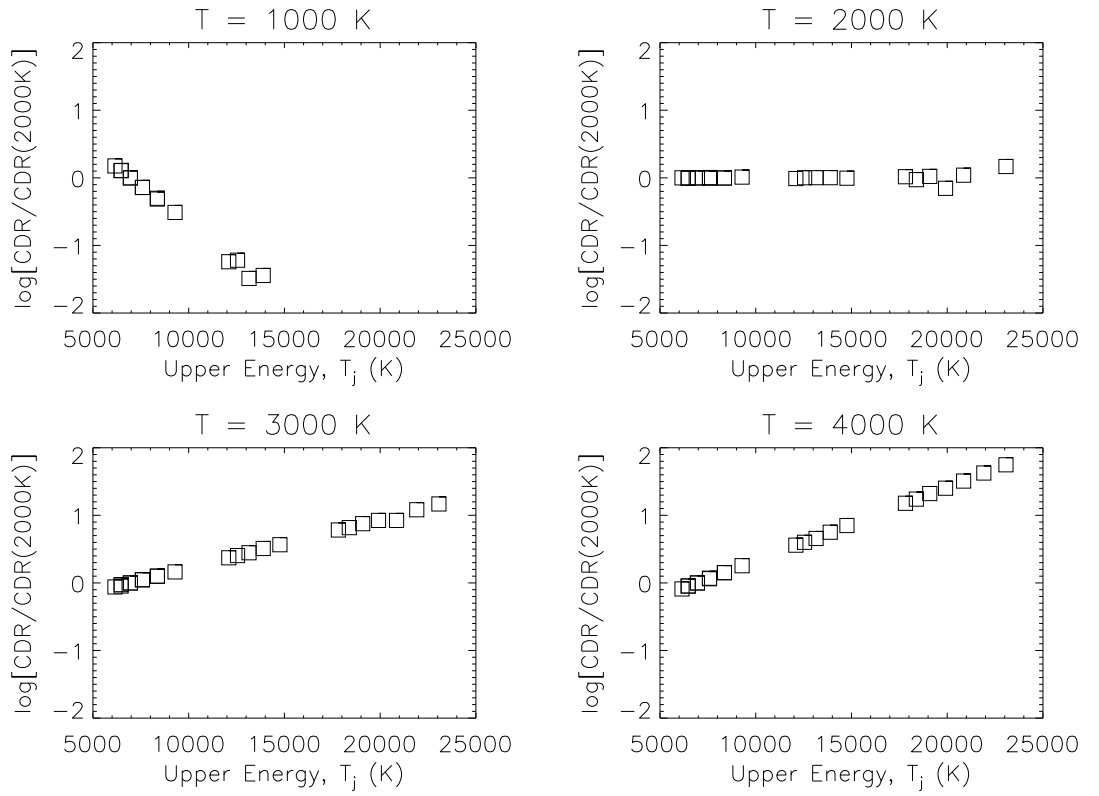 T = 1000 K
log[CDR/CDR(2000K)]
2
1
0
−1
−2
5000 10000 15000 20000 25000
Upper Energy, Tj (K)
T = 2000 K
log[CDR/CDR(2000K)]
2
1
0
−1
−2
5000 10000 15000 20000 25000
Upper Energy, Tj (K)
T = 3000 K
log[CDR/CDR(2000K)]
2
1
0
−1
−2
5000 10000 15000 20000 25000
Upper Energy, Tj (K)
T = 4000 K
log[CDR/CDR(2000K)]
2
1
0
−1
−2
5000 10000 15000 20000 25000
Upper Energy, Tj (K)